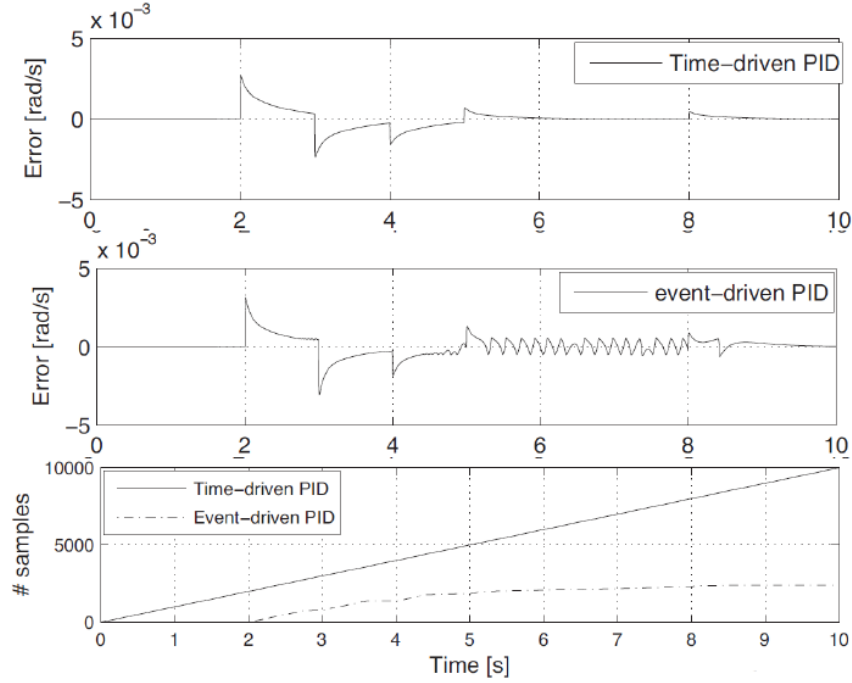 x 10⁻³
5
0
−5
Error [rad/s]
Time−driven PID
0 2 4 6 8 10
x 10⁻³
5
0
−5
Error [rad/s]
event−driven PID
0 2 4 6 8 10
10000
5000
0
# samples
Time−driven PID
Event−driven PID
0 1 2 3 4 5 6 7 8 9 10
Time [s]